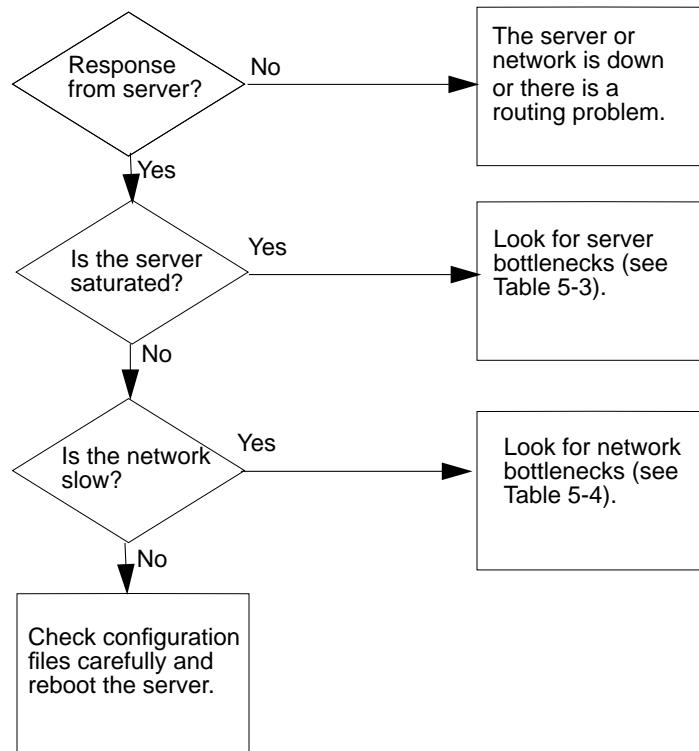 Response
from server?
No
The server or
network is down
or there is a
routing problem.
Yes
Is the server
saturated?
Yes
Look for server
bottlenecks (see
Table 5-3).
No
Is the network
slow?
Yes
Look for network
bottlenecks (see
Table 5-4).
No
Check configuration
files carefully and
reboot the server.